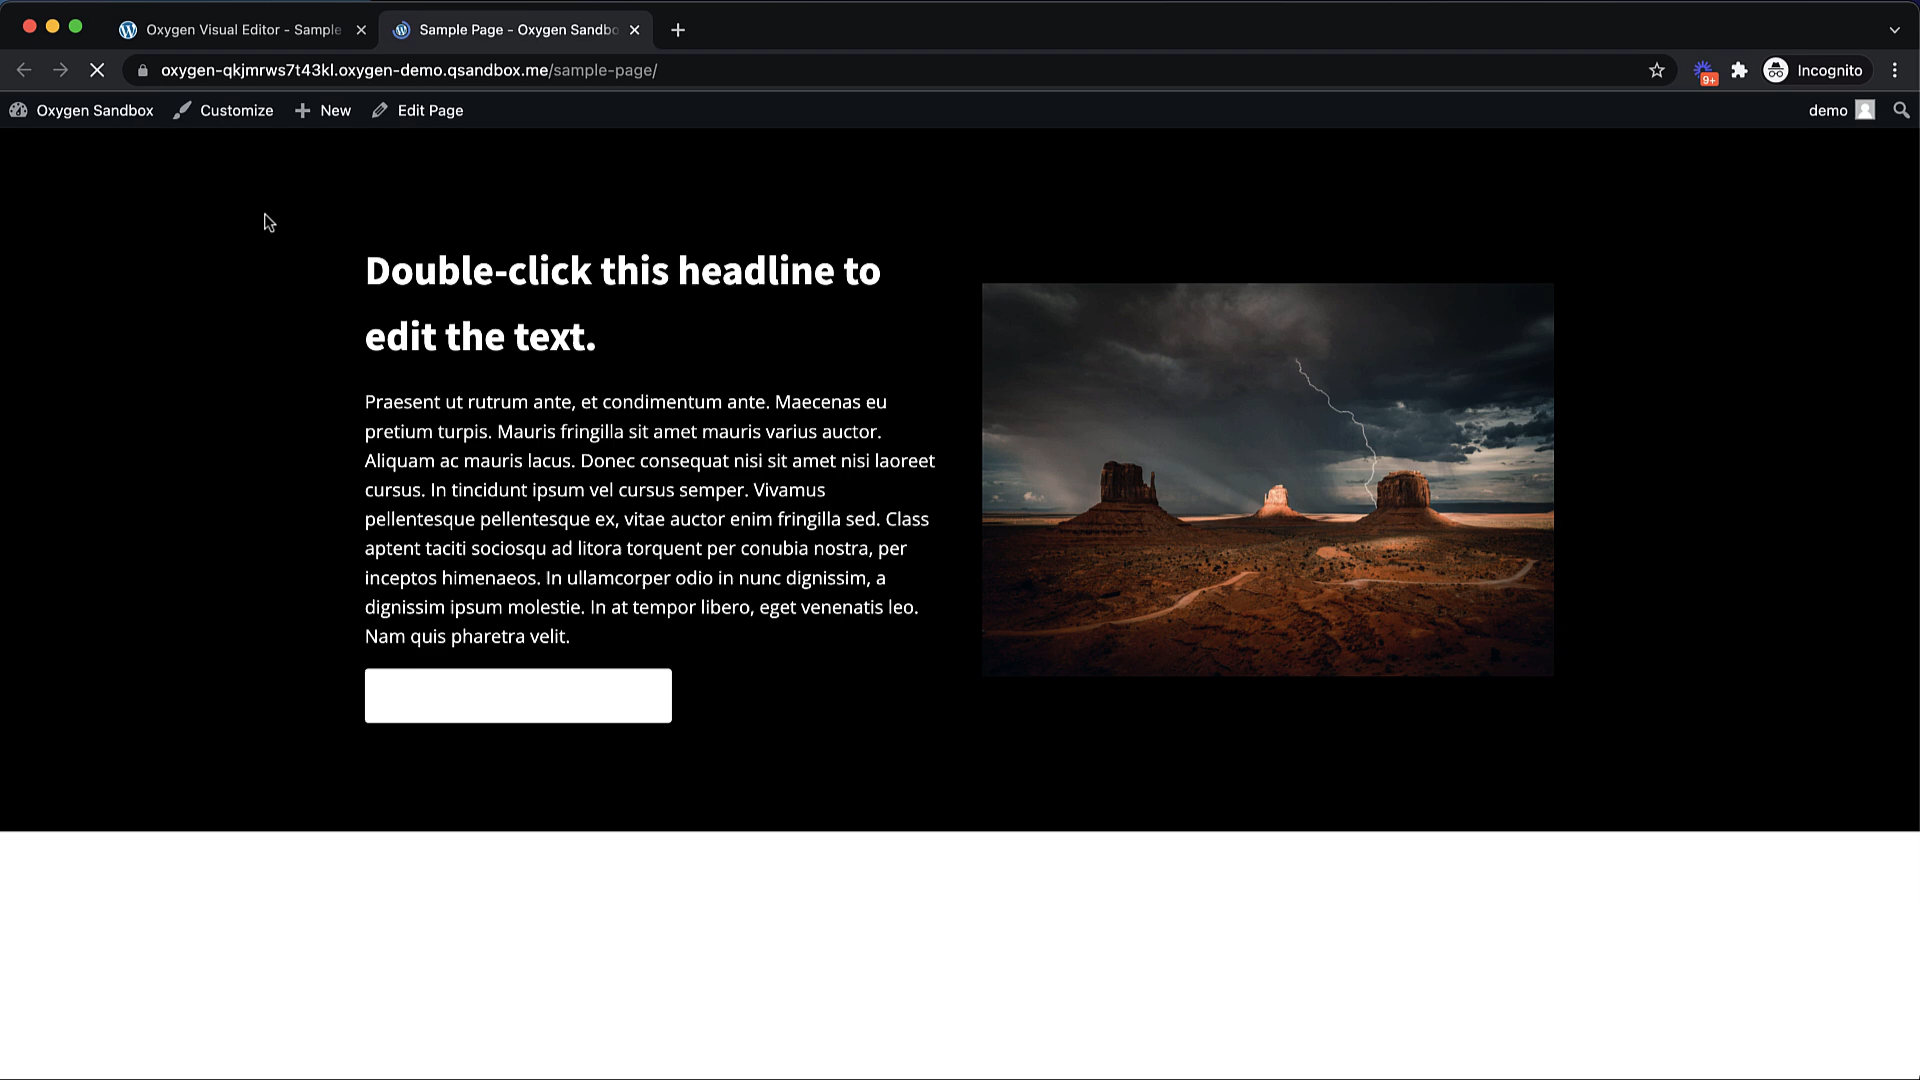 Oxygen Visual Editor - Sample
Sample Page - Oxygen Sandbo
oxygen-qkjmrws7t43kl.oxygen-demo.qsandbox.me/sample-page/
9+
Incognito
Oxygen Sandbox
Customize
New
Edit Page
demo
Double-click this headline to
edit the text.
Praesent ut rutrum ante, et condimentum ante. Maecenas eu
pretium turpis. Mauris fringilla sit amet mauris varius auctor.
Aliquam ac mauris lacus. Donec consequat nisi sit amet nisi laoreet
cursus. In tincidunt ipsum vel cursus semper. Vivamus
pellentesque pellentesque ex, vitae auctor enim fringilla sed. Class
aptent taciti sociosqu ad litora torquent per conubia nostra, per
inceptos himenaeos. In ullamcorper odio in nunc dignissim, a
dignissim ipsum molestie. In at tempor libero, eget venenatis leo.
Nam quis pharetra velit.